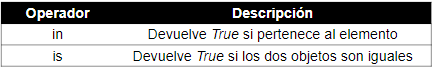 Operador Descripción
in Devuelve True si pertenece al elemento
is Devuelve True si los dos objetos son iguales